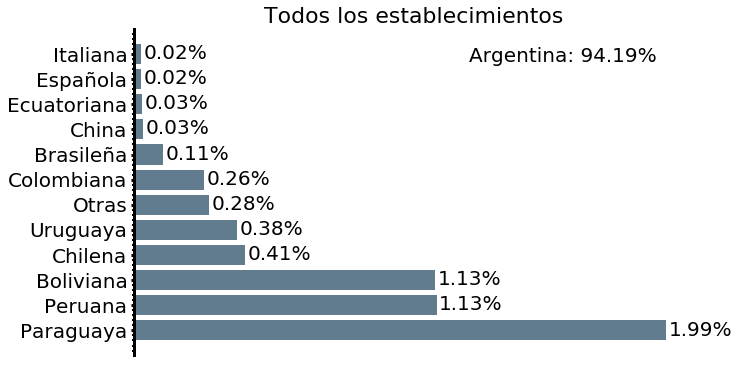 Todos los establecimientos
Argentina: 94.19%
Italiana 0.02%
Española 0.02%
Ecuatoriana 0.03%
China 0.03%
Brasileña 0.11%
Colombiana 0.26%
Otras 0.28%
Uruguaya 0.38%
Chilena 0.41%
Boliviana 1.13%
Peruana 1.13%
Paraguaya 1.99%